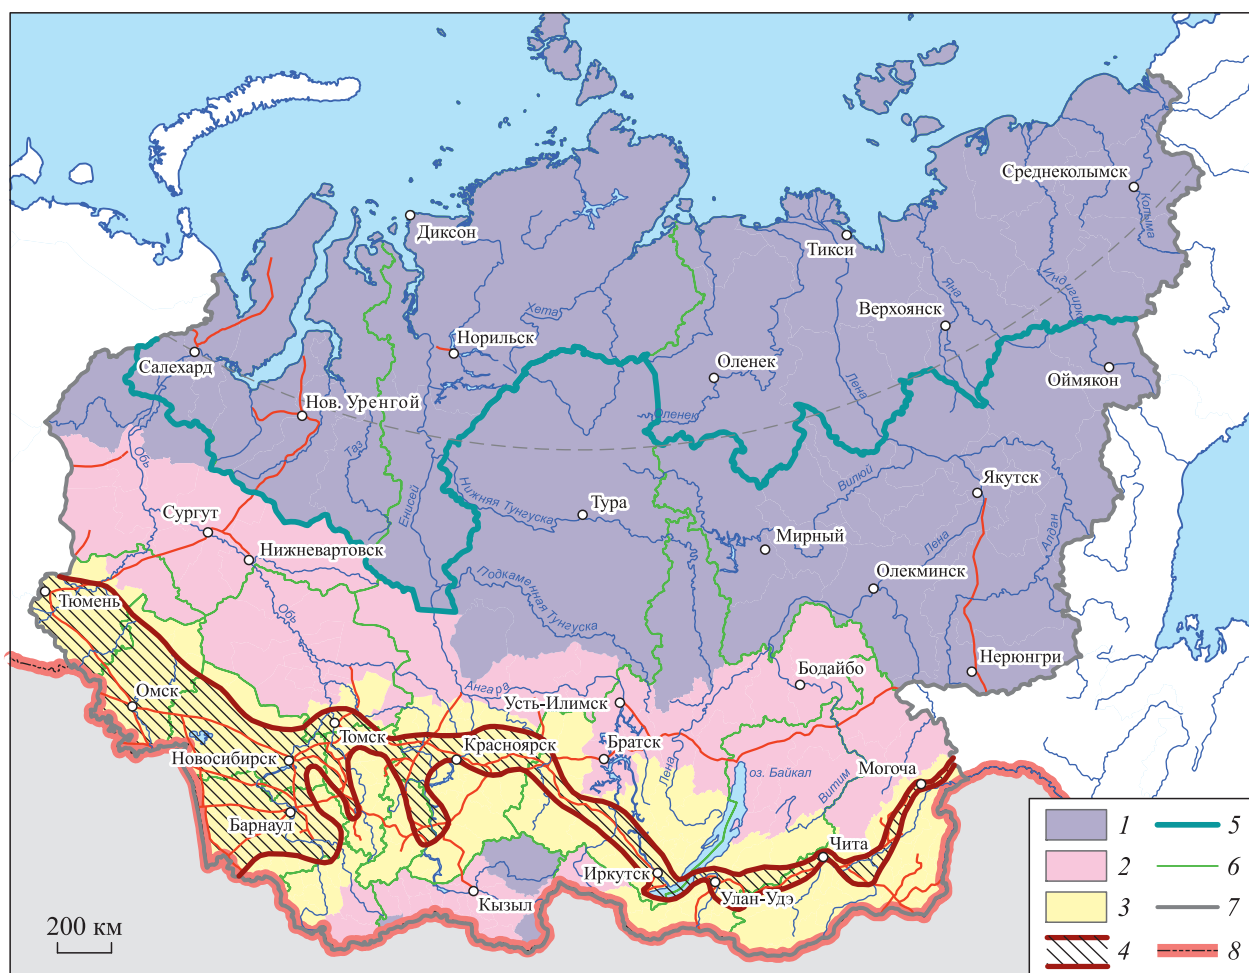 Среднеколымск
Колыма
Диксон
Тикси
Индигирка
Яна
Верхоянск
Хета
Норильск
Салехард
Оленек
Лена
Оймякон
Нов. Уренгой
Оленек
Обь
Таз
Вилюй
Якутск
Енисей
Нижняя Тунгуска
Тура
Сургут
Алдан
Лена
Мирный
Нижневартовск
Подкаменная Тунгуска
Олекминск
Тюмень
Обь
Нерюнгри
Бодайбо
Ангара
Омск
Усть-Илимск
Томск
Красноярск
Братск
Новосибирск
Лена
оз. Байкал
Могоча
Витим
Барнаул
Чита
Иркутск
Улан-Удэ
Кызыл
200 км
1
5
2
6
3
7
4
8